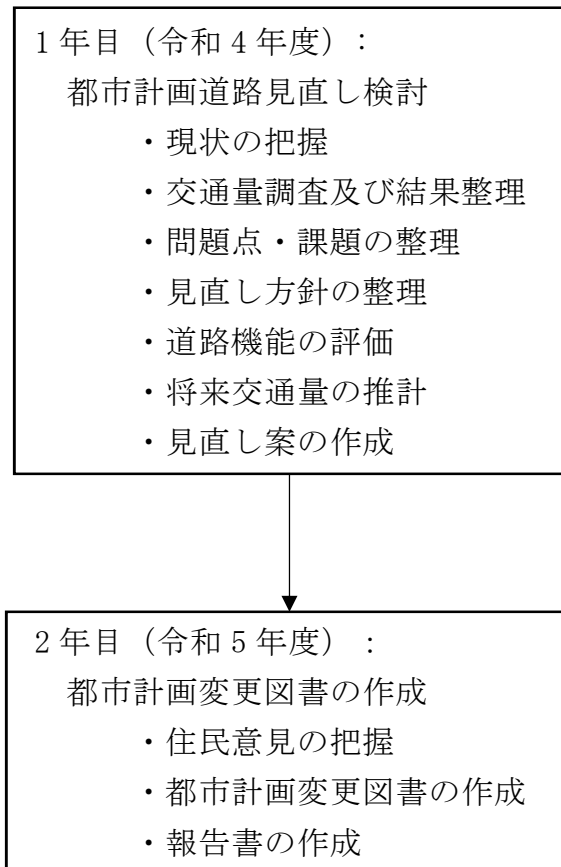 1年目（令和4年度）：
都市計画道路見直し検討
・現状の把握
・交通量調査及び結果整理
・問題点・課題の整理
・見直し方針の整理
・道路機能の評価
・将来交通量の推計
・見直し案の作成
2年目（令和5年度）：
都市計画変更図書の作成
・住民意見の把握
・都市計画変更図書の作成
・報告書の作成